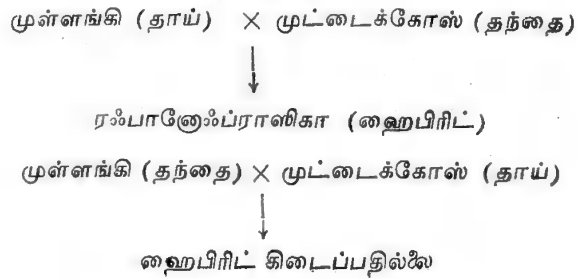 முள்ளங்கி (தாய்) × முட்டைக்கோஸ் (தந்தை)
↓
ரஃபானோஃப்ராஸிகா (ஹைபிரிட்)
முள்ளங்கி (தந்தை) × முட்டைக்கோஸ் (தாய்)
↓
ஹைபிரிட் கிடைப்பதில்லை